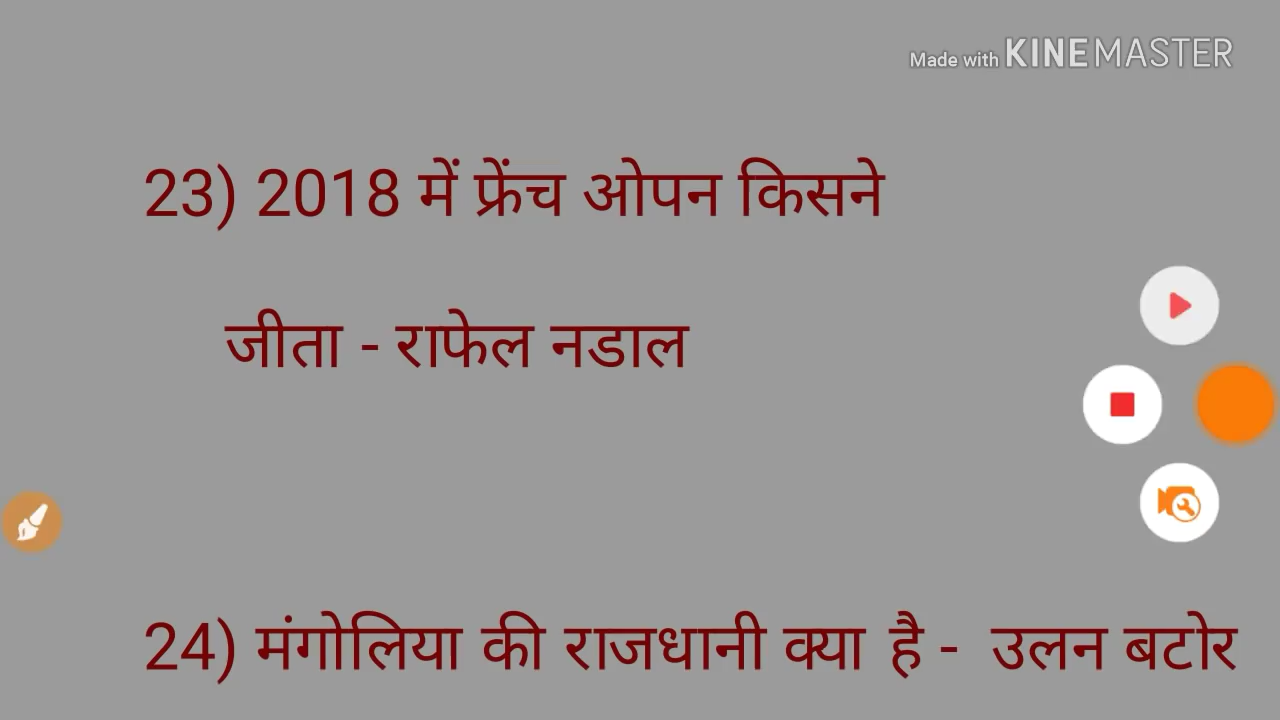 Made with KINEMASTER
23) 2018 में फ्रेंच ओपन किसने
जीता - राफेल नडाल
24) मंगोलिया की राजधानी क्या है - उलन बटोर